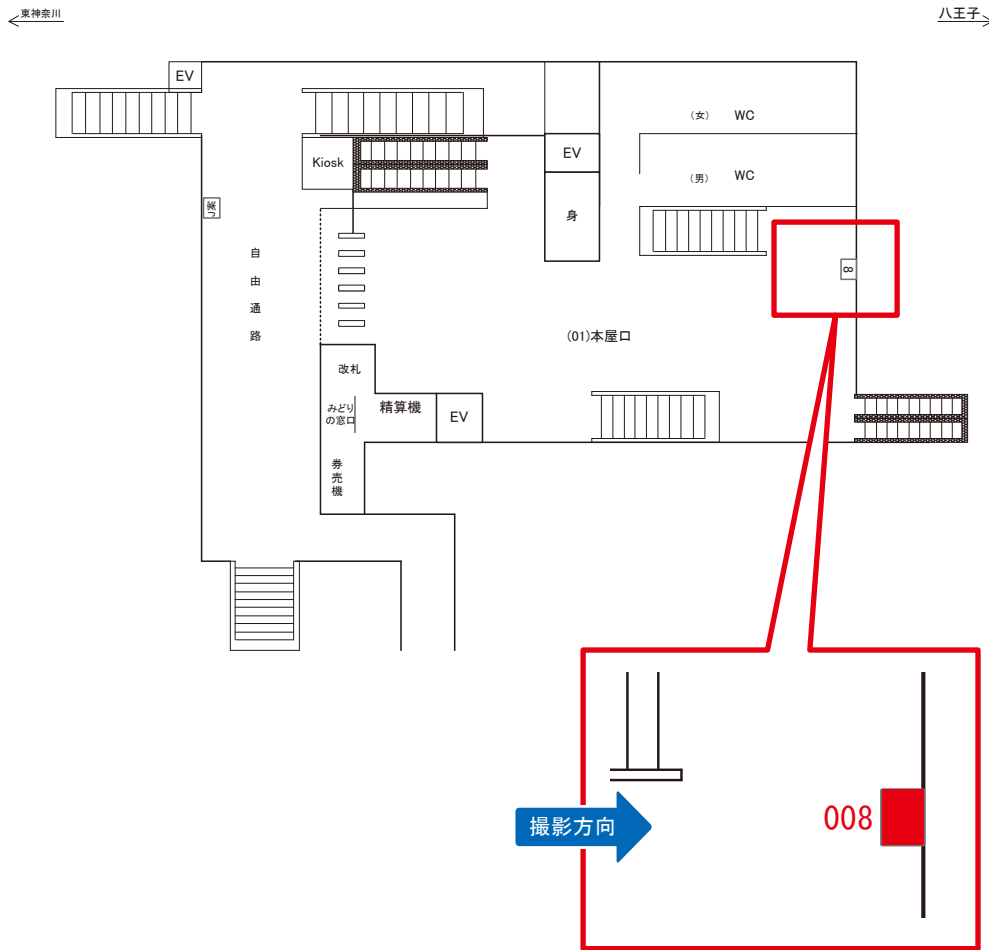 東神奈川
八王子
EV
(女) WC
Kiosk
EV
(男) WC
身
自由通路
8
(01)本屋口
改札
みどり
の窓口
精算機
EV
券売機
撮影方向
008